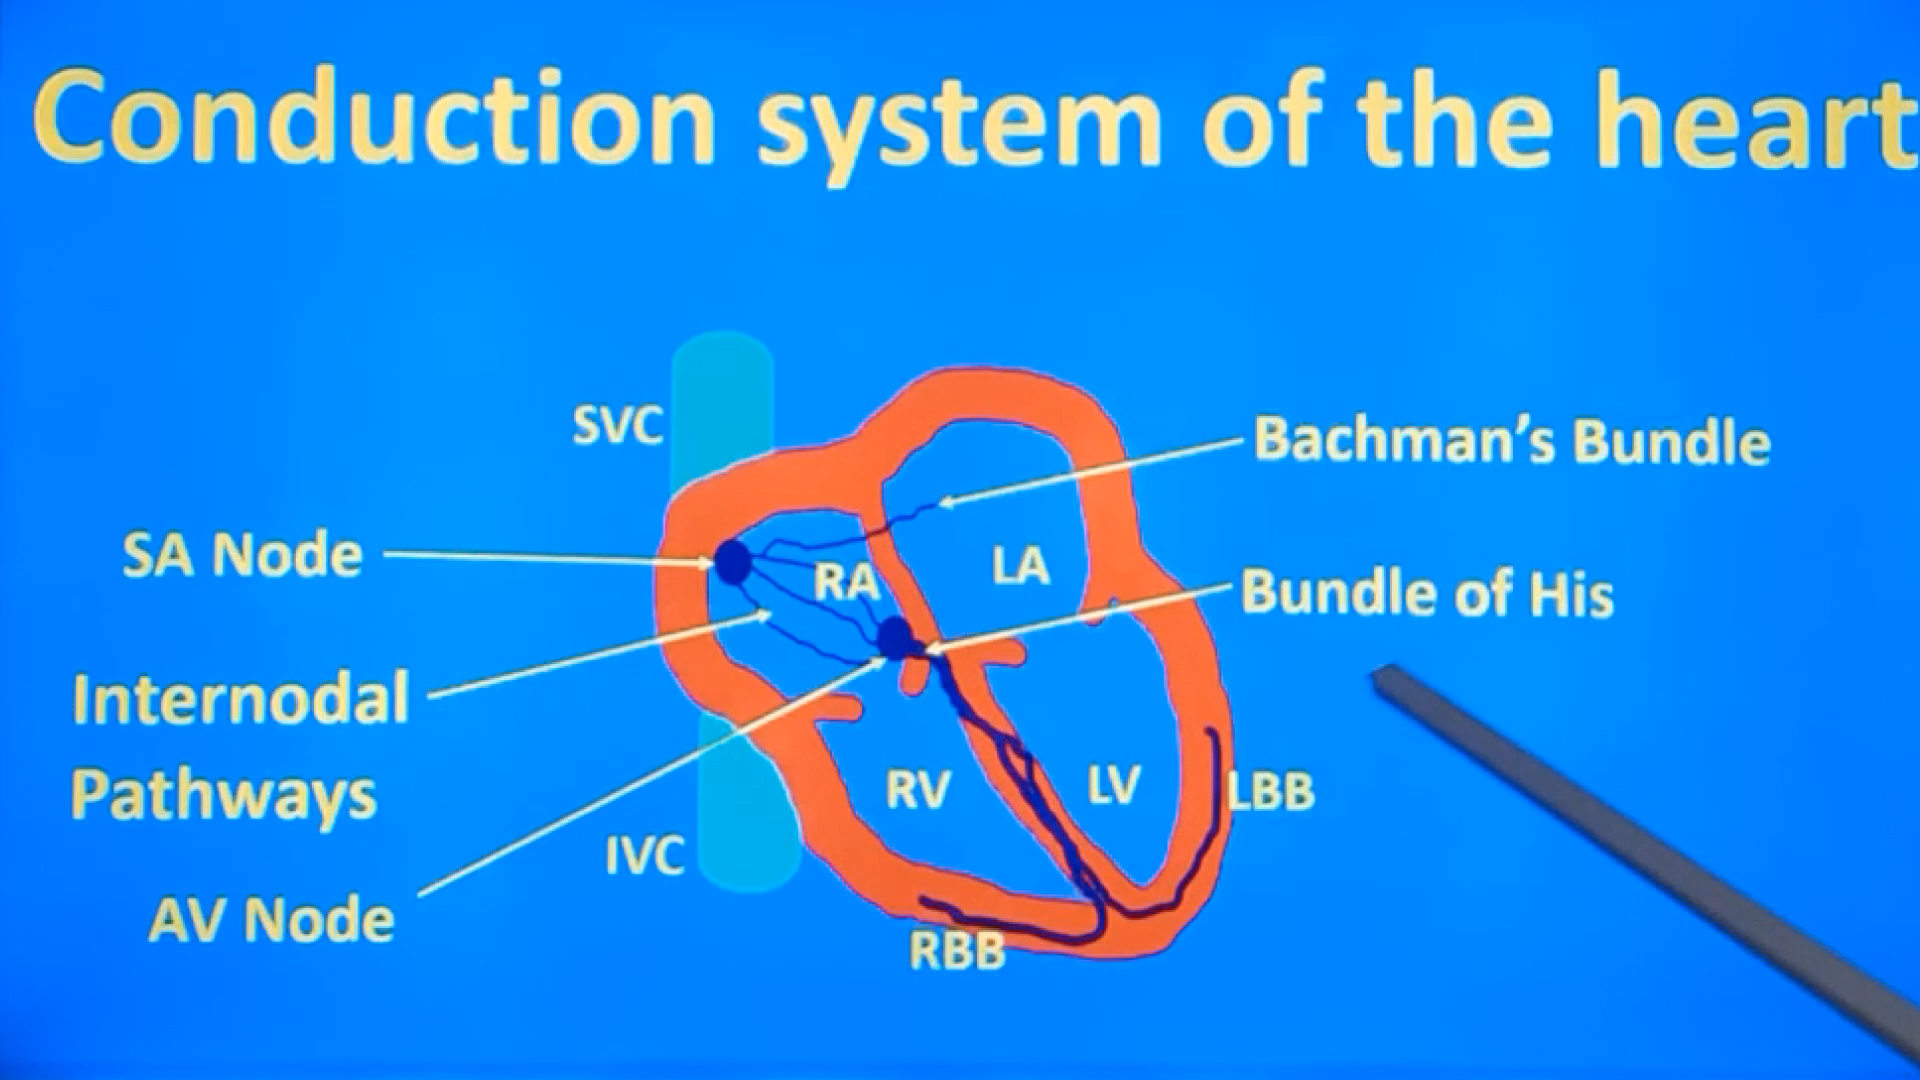 Conduction system of the heart
SVC
Bachman's Bundle
SA Node
RA
LA
Bundle of His
Internodal
Pathways
RV
LV
LBB
IVC
AV Node
RBB